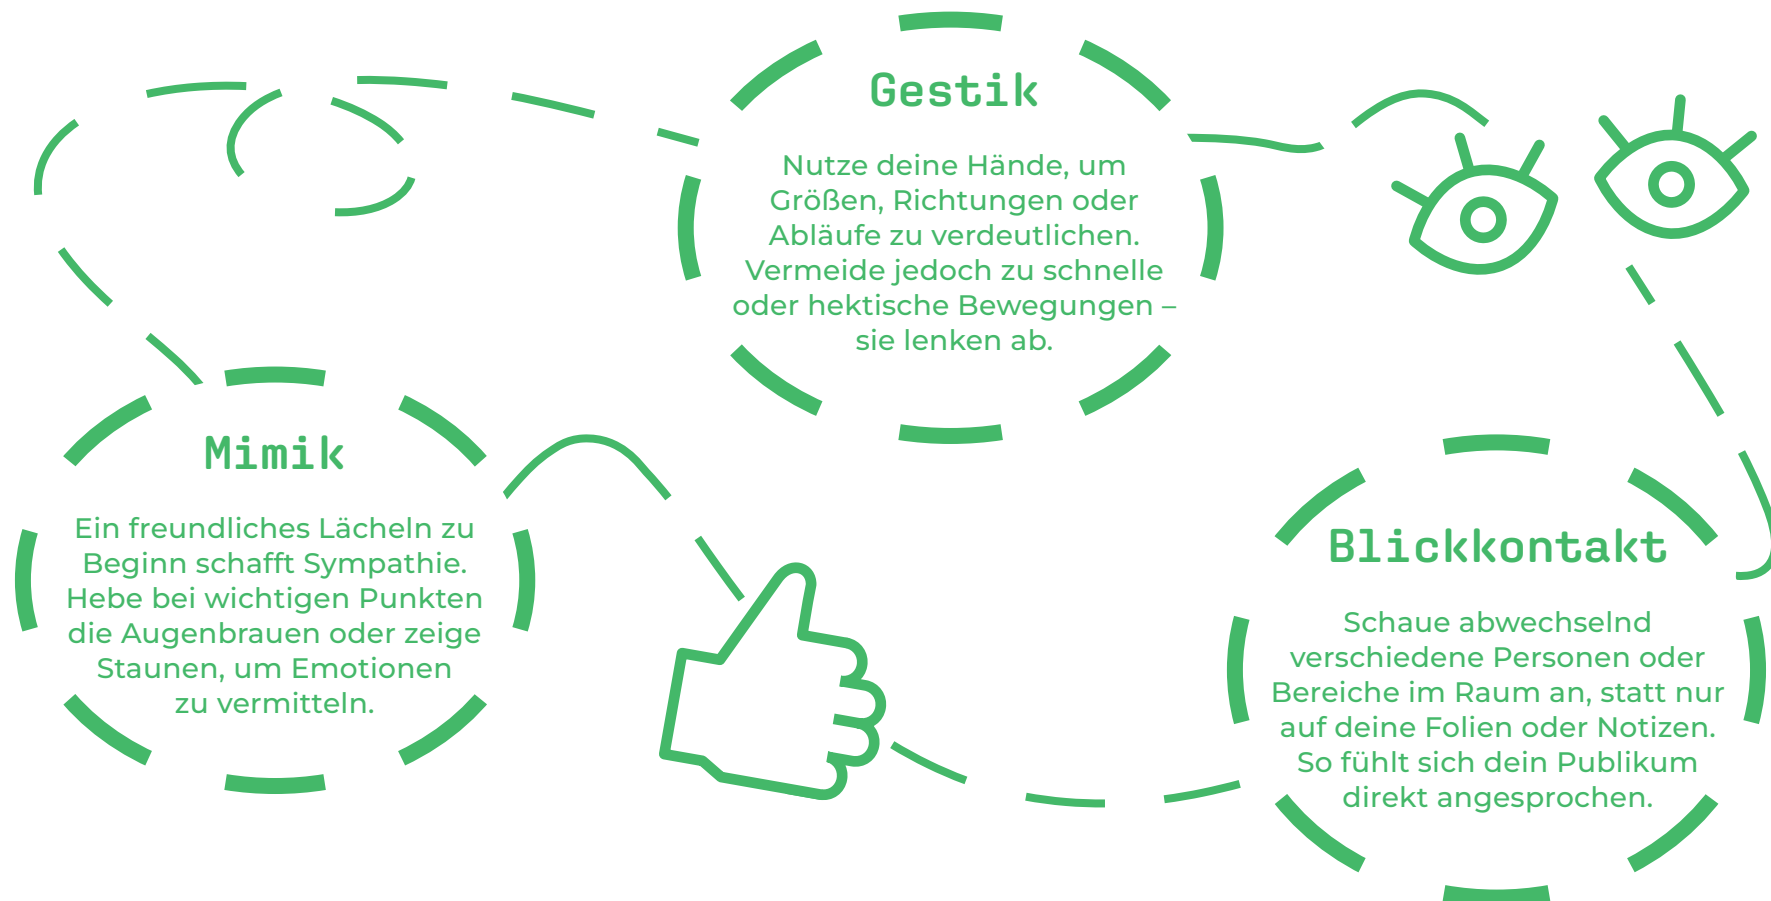 Gestik
Nutze deine Hände, um
Größen, Richtungen oder
Abläufe zu verdeutlichen.
Vermeide jedoch zu schnelle
oder hektische Bewegungen –
sie lenken ab.
Mimik
Ein freundliches Lächeln zu
Beginn schafft Sympathie.
Hebe bei wichtigen Punkten
die Augenbrauen oder zeige
Staunen, um Emotionen
zu vermitteln.
Blickkontakt
Schaue abwechselnd
verschiedene Personen oder
Bereiche im Raum an, statt nur
auf deine Folien oder Notizen.
So fühlt sich dein Publikum
direkt angesprochen.